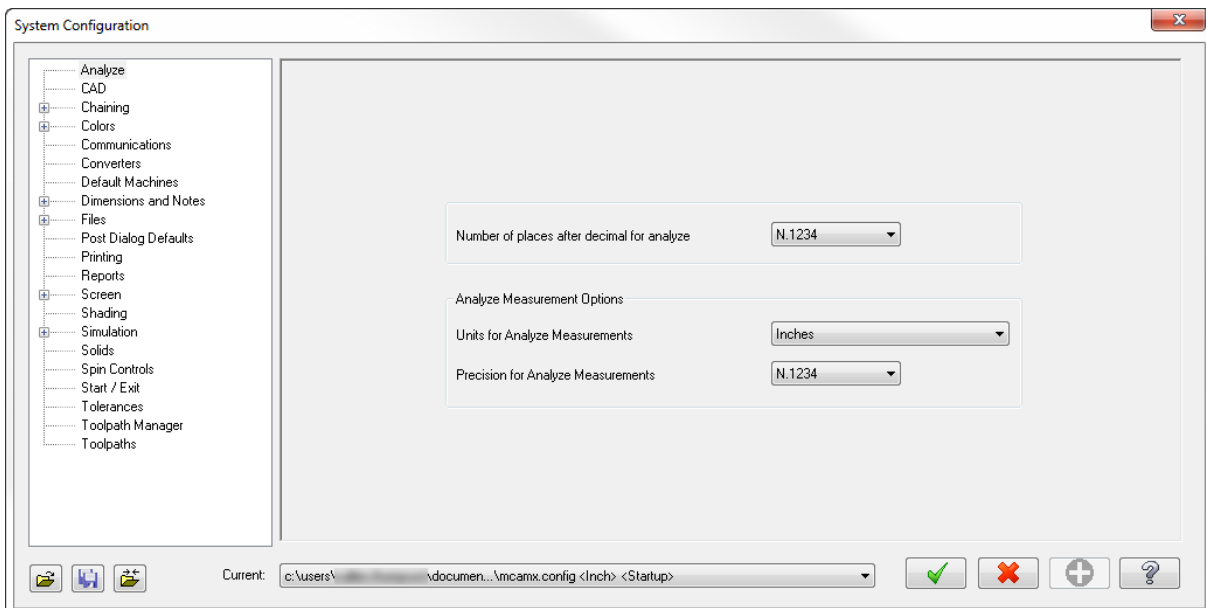 System Configuration
Analyze
CAD
Chaining
Colors
Communications
Converters
Default Machines
Dimensions and Notes
Files
Post Dialog Defaults
Printing
Reports
Screen
Shading
Simulation
Solids
Spin Controls
Start / Exit
Tolerances
Toolpath Manager
Toolpaths
Number of places after decimal for analyze
N.1234
Analyze Measurement Options
Units for Analyze Measurements
Inches
Precision for Analyze Measurements
N.1234
Current:
c:\users\ \documen...\mcamx.config <Inch> <Startup>